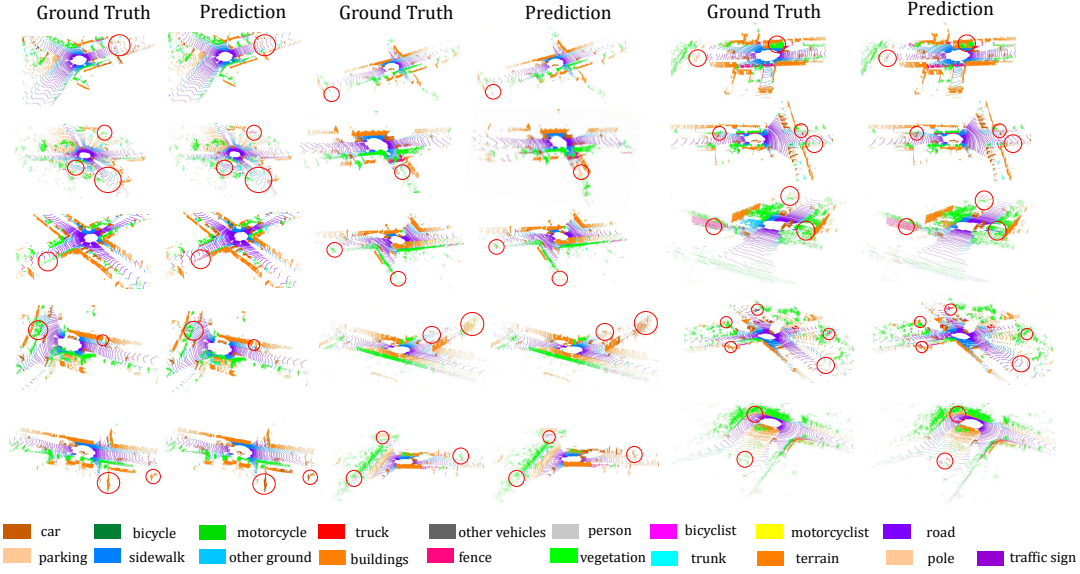 Ground Truth Prediction Ground Truth Prediction Ground Truth Prediction
car bicycle motorcycle truck other vehicles person bicyclist motorcyclist road
parking sidewalk other ground buildings fence vegetation trunk terrain pole traffic sign